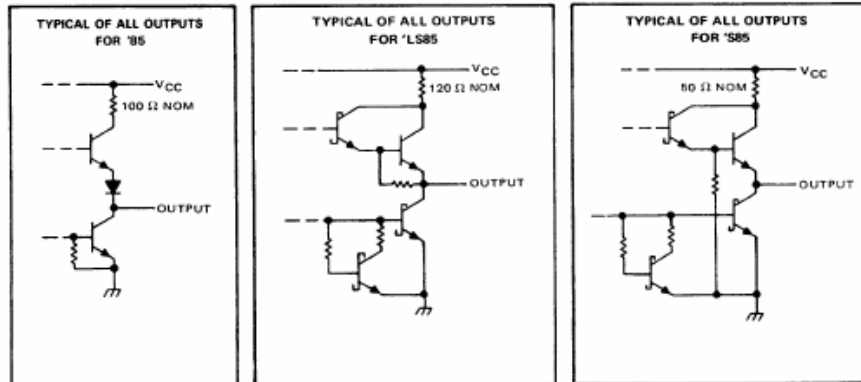 TYPICAL OF ALL OUTPUTS
FOR '85
VCC
100 Ω NOM
OUTPUT
TYPICAL OF ALL OUTPUTS
FOR 'LS85
VCC
120 Ω NOM
OUTPUT
TYPICAL OF ALL OUTPUTS
FOR 'S85
VCC
50 Ω NOM
OUTPUT